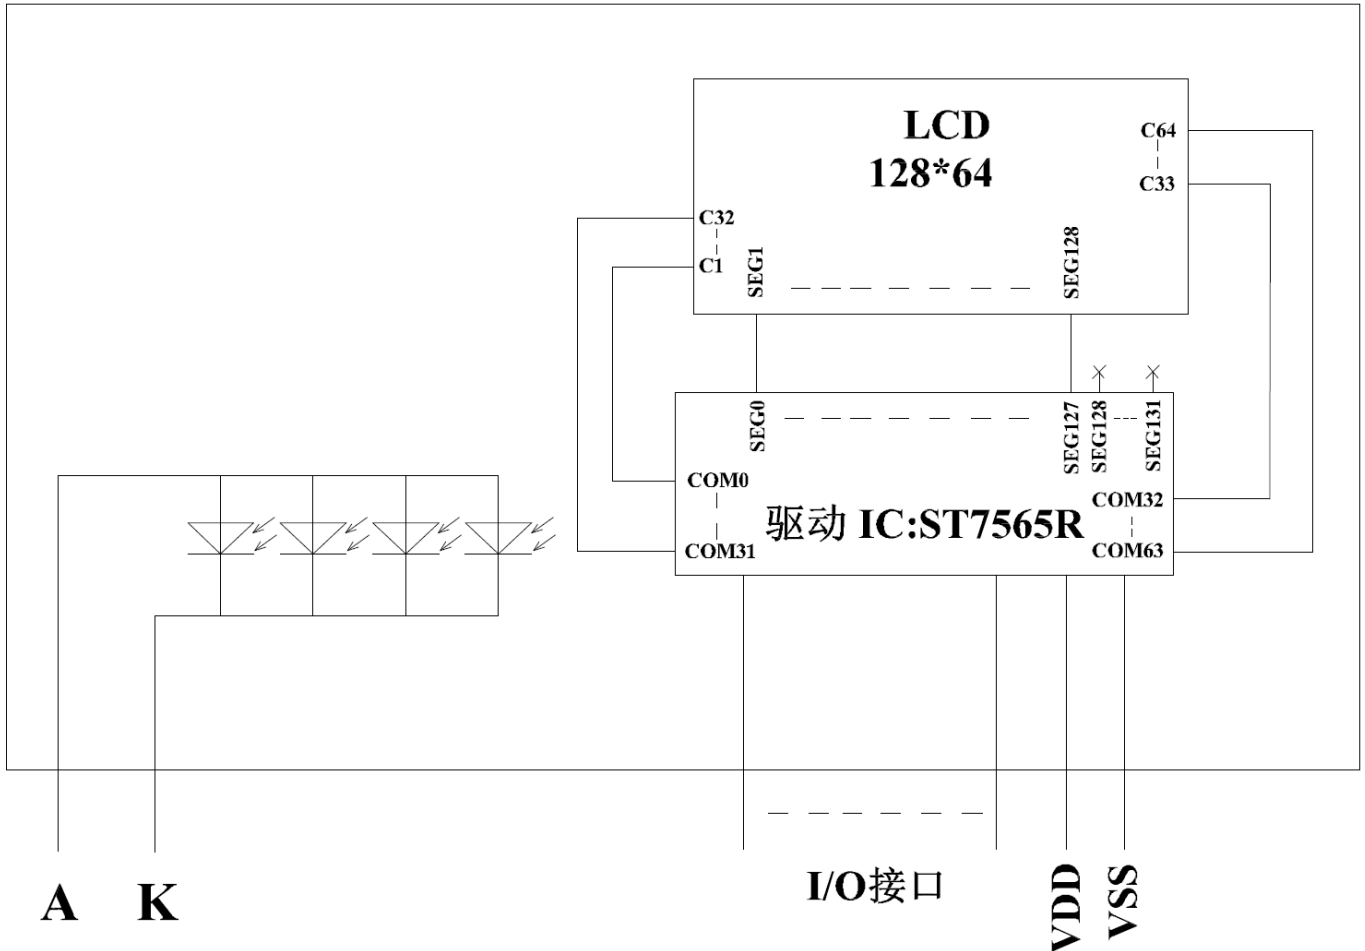 LCD
128*64
C64
C33
C32
C1
SEG1
SEG128
SEG0
SEG127
SEG128
SEG131
COM0
COM31
驱动 IC:ST7565R
COM32
COM63
A
K
I/O接口
VDD
VSS